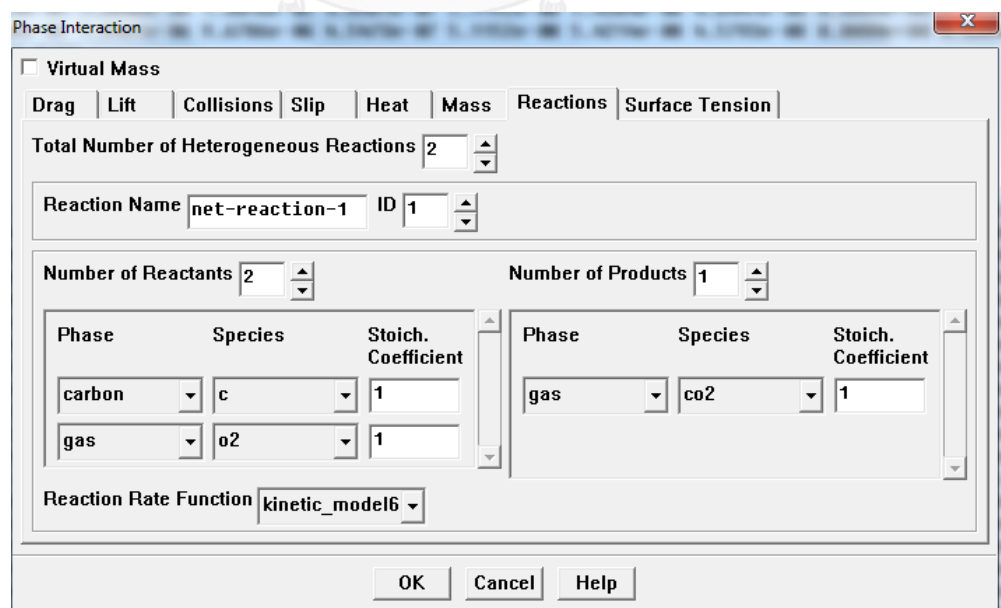 Phase Interaction
Virtual Mass
Drag Lift Collisions Slip Heat Mass Reactions Surface Tension
Total Number of Heterogeneous Reactions 2
Reaction Name net-reaction-1 ID 1
Number of Reactants 2 Number of Products 1
Phase Species Stoich. Coefficient Phase Species Stoich. Coefficient
carbon c 1 gas co2 1
gas o2 1
Reaction Rate Function kinetic_model6
OK Cancel Help